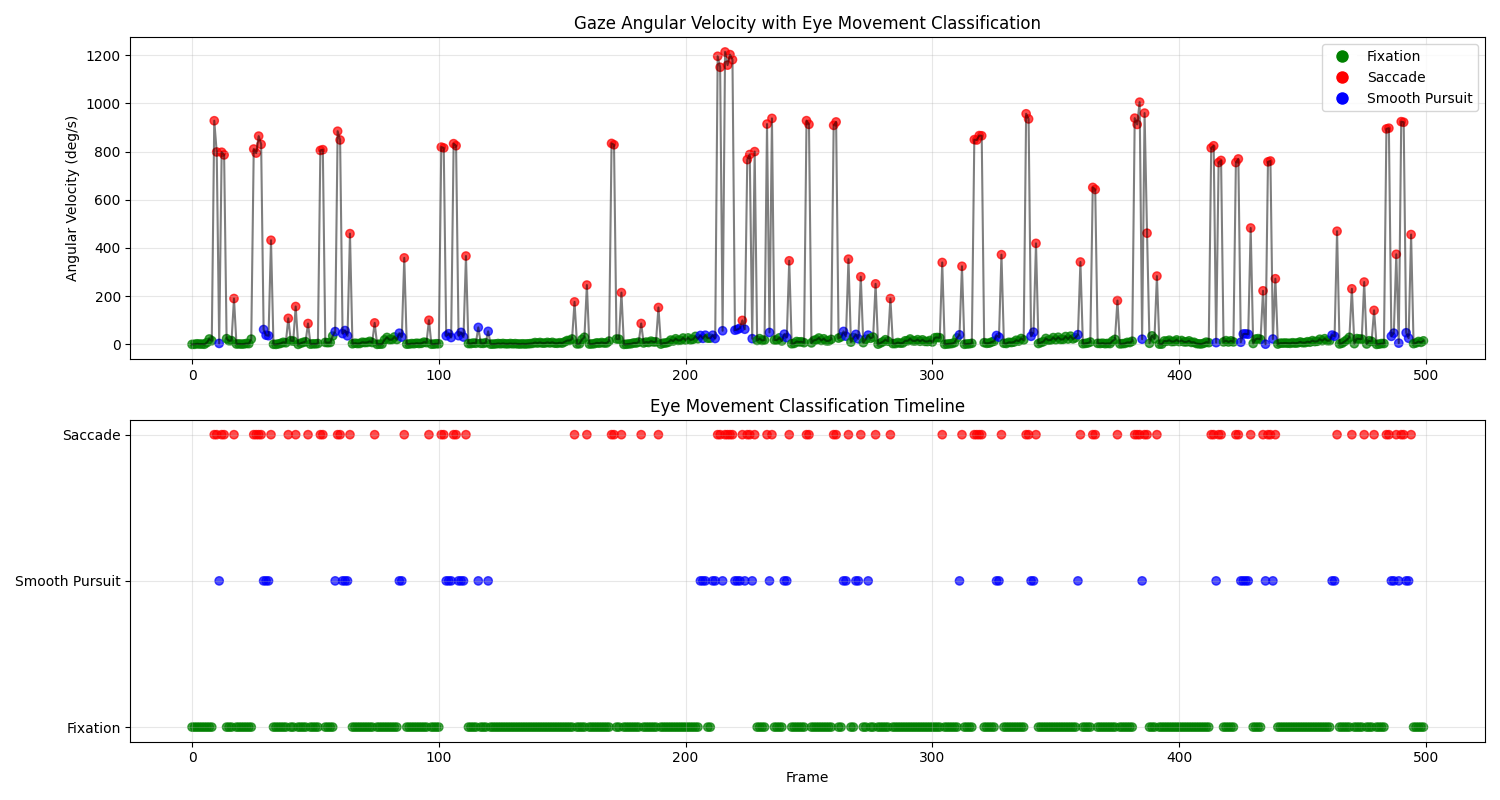 Gaze Angular Velocity with Eye Movement Classification
Angular Velocity (deg/s)
1200
1000
800
600
400
200
0
Fixation
Saccade
Smooth Pursuit
0 100 200 300 400 500
Eye Movement Classification Timeline
Saccade
Smooth Pursuit
Fixation
0 100 200 300 400 500
Frame